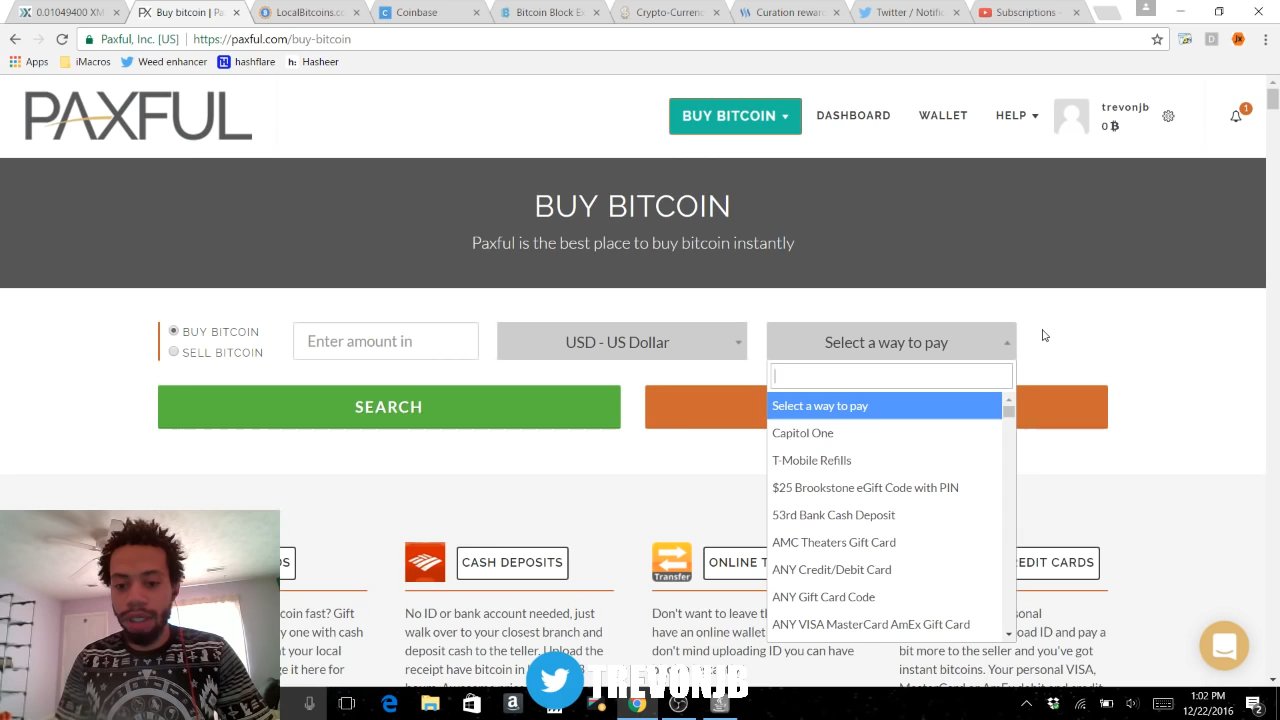 0.01049400 XM
Buy bitcoin | Pa
LocalBitcoins.co
Coinbase
Bitcoin Block Ex
Crypto-Currenc
Curation reward
Twitter / Notific
Subscriptions -
Paxful, Inc. [US]
https://paxful.com/buy-bitcoin
Apps
iMacros
Weed enhancer
hashflare
h: Hasheer
PAXFUL
BUY BITCOIN
DASHBOARD
WALLET
HELP
trevonjb
0
1
BUY BITCOIN
Paxful is the best place to buy bitcoin instantly
BUY BITCOIN
SELL BITCOIN
Enter amount in
USD - US Dollar
Select a way to pay
SEARCH
Select a way to pay
Capitol One
T-Mobile Refills
$25 Brookstone eGift Code with PIN
53rd Bank Cash Deposit
AMC Theaters Gift Card
ANY Credit/Debit Card
ANY Gift Card Code
ANY VISA MasterCard AmEx Gift Card
CASH DEPOSITS
No ID or bank account needed, just
walk over to your closest branch and
deposit cash to the teller. Upload the
receipt have bitcoin in
Transfer
ONLINE T
Don't want to leave th
have an online wallet
don't mind uploading ID you can have
EDIT CARDS
personal
oad ID and pay a
bit more to the seller and you've got
instant bitcoins. Your personal VISA,
coin fast? Gift
y one with cash
t your local
e it here for
TREVONJB
1:02 PM
12/22/2016
2